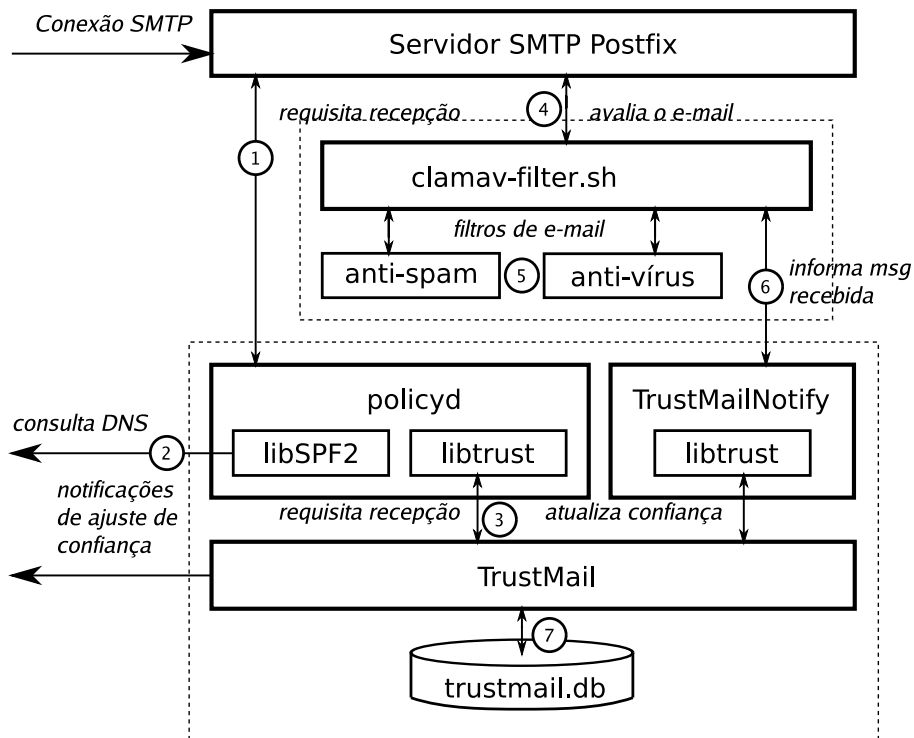 Conexão SMTP
Servidor SMTP Postfix
requisita recepção
4
avalia o e-mail
1
clamav-filter.sh
filtros de e-mail
anti-spam
5
anti-vírus
6
informa msg
recebida
policyd
TrustMailNotify
consulta DNS
2
libSPF2
libtrust
libtrust
notificações
de ajuste de
confiança
requisita recepção
3
atualiza confiança
TrustMail
7
trustmail.db